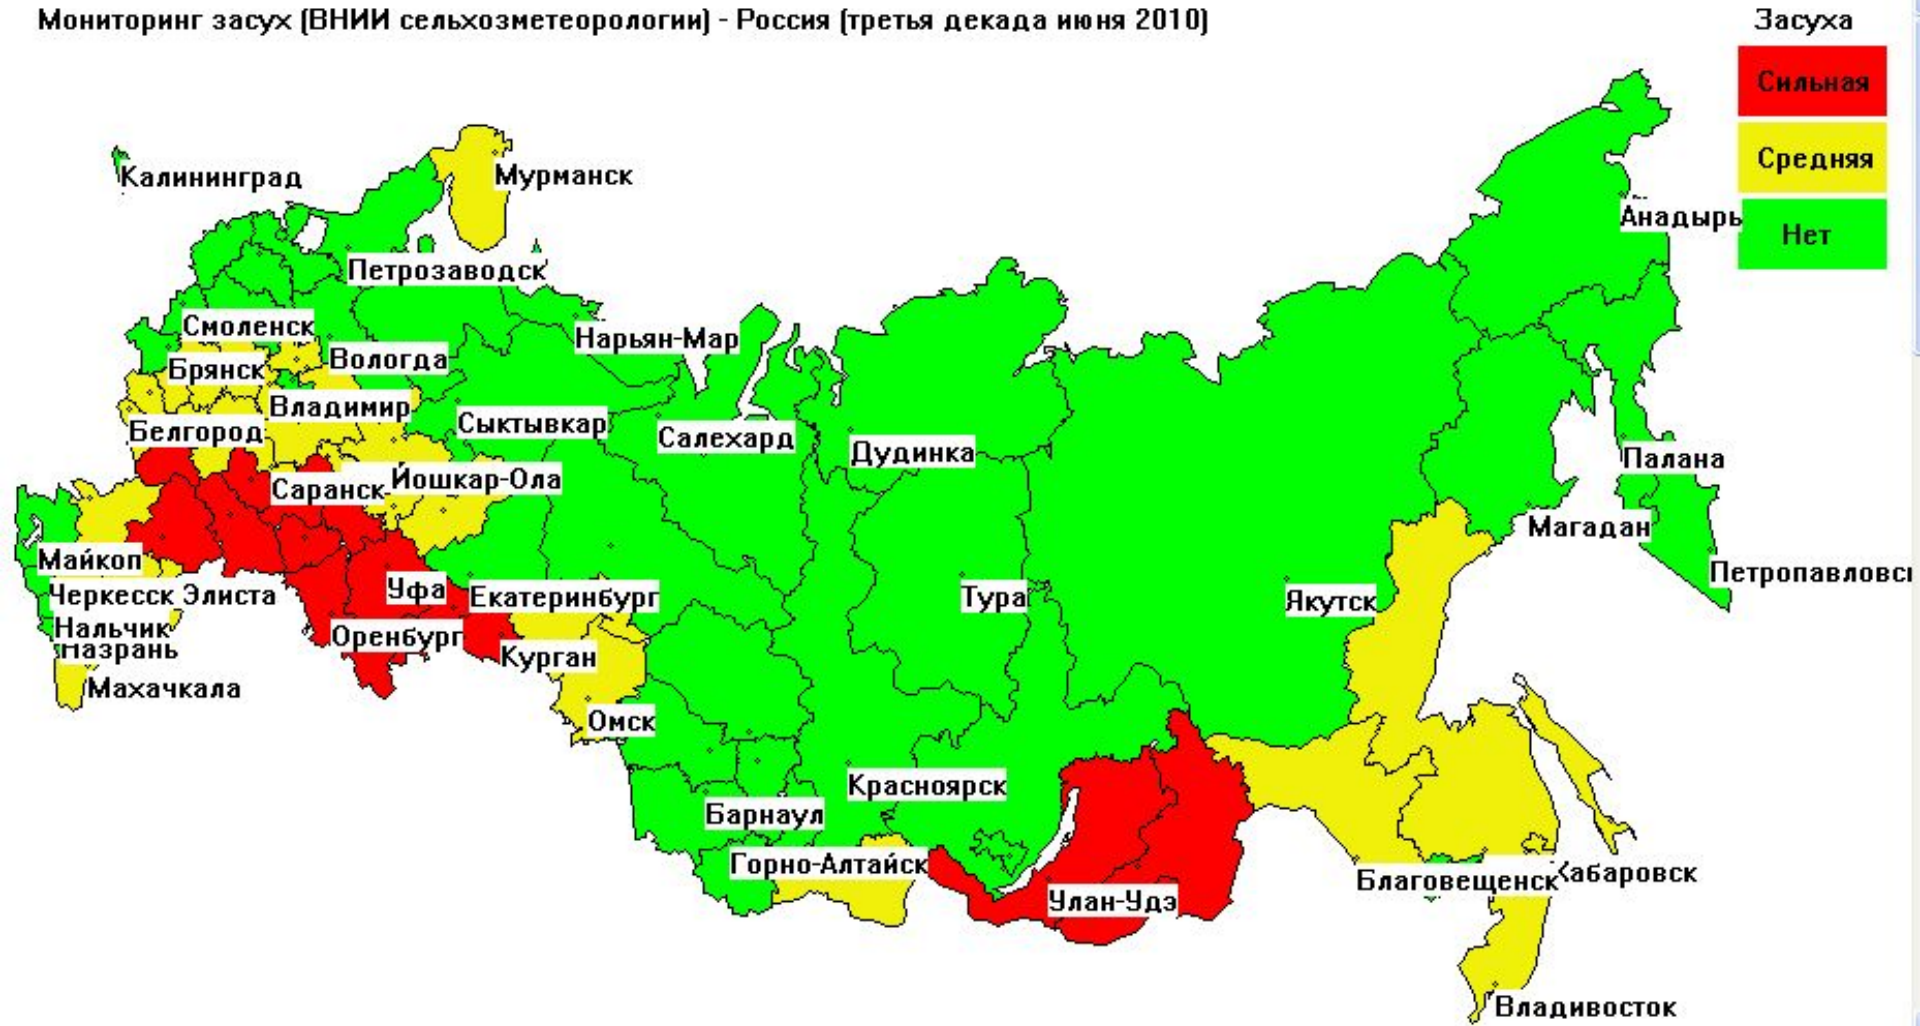 Мониторинг засух (ВНИИ сельхозметеорологии) - Россия (третья декада июня 2010)
Засуха
Сильная
Средняя
Нет
Калининград
Мурманск
Анадырь
Петрозаводск
Смоленск
Вологда
Нарьян-Мар
Брянск
Владимир
Белгород
Сыктывкар
Салехард
Дудинка
Палана
Саранск
Йошкар-Ола
Магадан
Майкоп
Черкесск
Элиста
Уфа
Екатеринбург
Тура
Якутск
Петропавловс
Нальчик
Назрань
Оренбург
Курган
Махачкала
Омск
Красноярск
Барнаул
Горно-Алтайск
Улан-Удэ
Благовещенск
Хабаровск
Владивосток